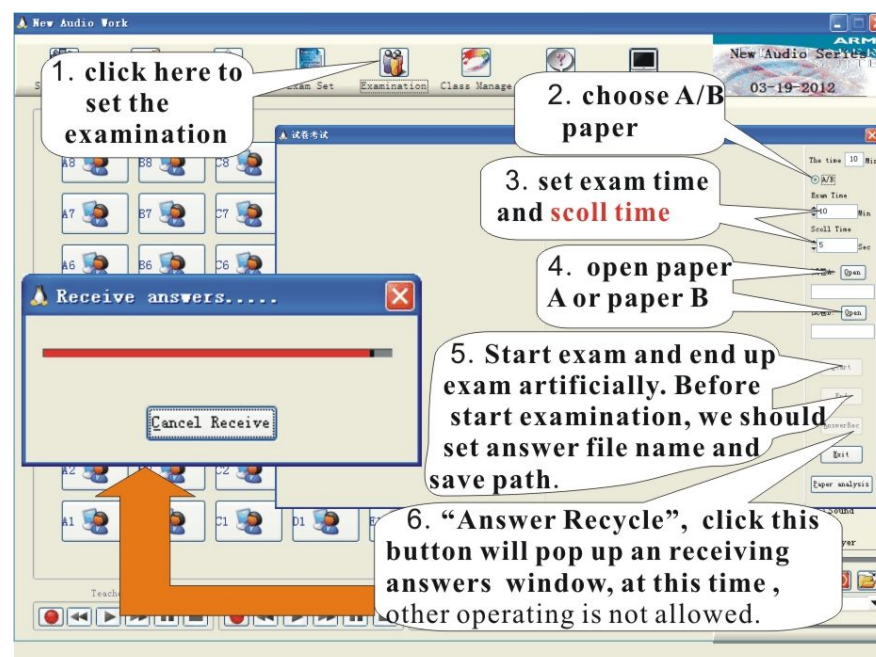 New Audio Work
ARM
New Audio
03-19-2012
Exam Set
Examination
Class Manage
1. click here to
set the
examination
2. choose A/B
paper
试卷考试
3. set exam time
and scoll time
The time 10 Min
A/B
Exam Time
10 Min
Scoll Time
5 Sec
4. open paper
A or paper B
Open
Open
A8 B8 C8
A7 B7 C7
A6 B6 C6
Receive answers.....
Cancel Receive
5. Start exam and end up
exam artificially. Before
start examination, we should
set answer file name and
save path.
AnswerRec
Exit
Paper analysis
Sound
A2 C2
A1 C1 D1
6. “Answer Recycle”, click this
button will pop up an receiving
answers window, at this time ,
other operating is not allowed.